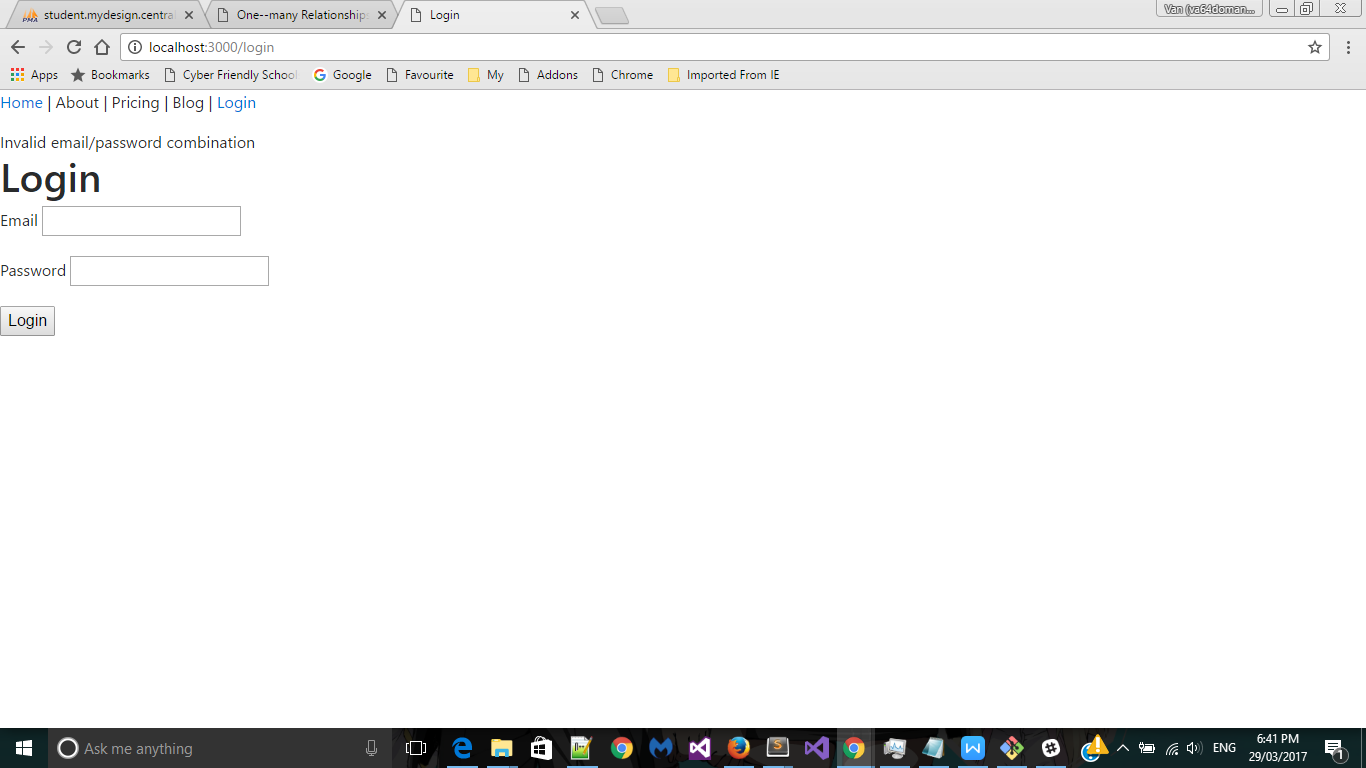 student.mydesign.central
One--many Relationships
Login
Van (va64doman...
localhost:3000/login
Apps Bookmarks Cyber Friendly School Google Favourite My Addons Chrome Imported From IE
Home | About | Pricing | Blog | Login
Invalid email/password combination
Login
Email
Password
Login
Ask me anything
ENG
6:41 PM
29/03/2017
1